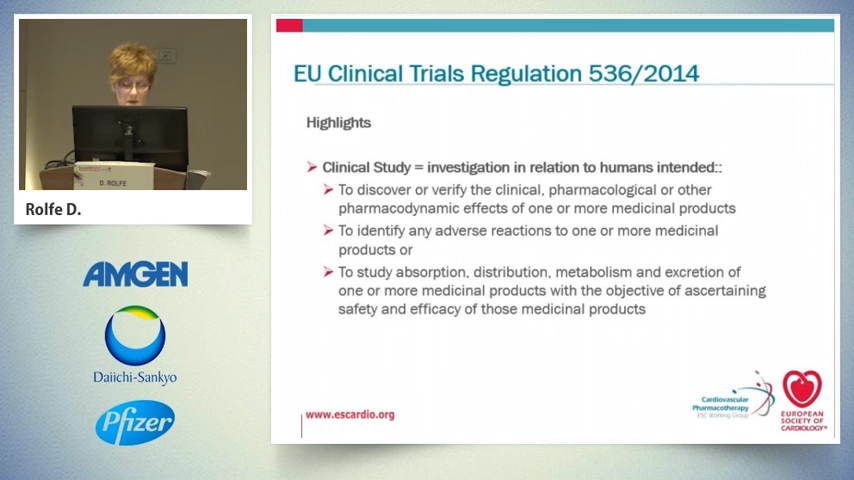 D. ROLFE
Rolfe D.
AMGEN
Daiichi-Sankyo
Pfizer
EU Clinical Trials Regulation 536/2014
Highlights
Clinical Study = investigation in relation to humans intended::
To discover or verify the clinical, pharmacological or other
pharmacodynamic effects of one or more medicinal products
To identify any adverse reactions to one or more medicinal
products or
To study absorption, distribution, metabolism and excretion of
one or more medicinal products with the objective of ascertaining
safety and efficacy of those medicinal products
www.escardio.org
Cardiovascular
Pharmacotherapy
ESC Working Group
EUROPEAN
SOCIETY OF
CARDIOLOGY®